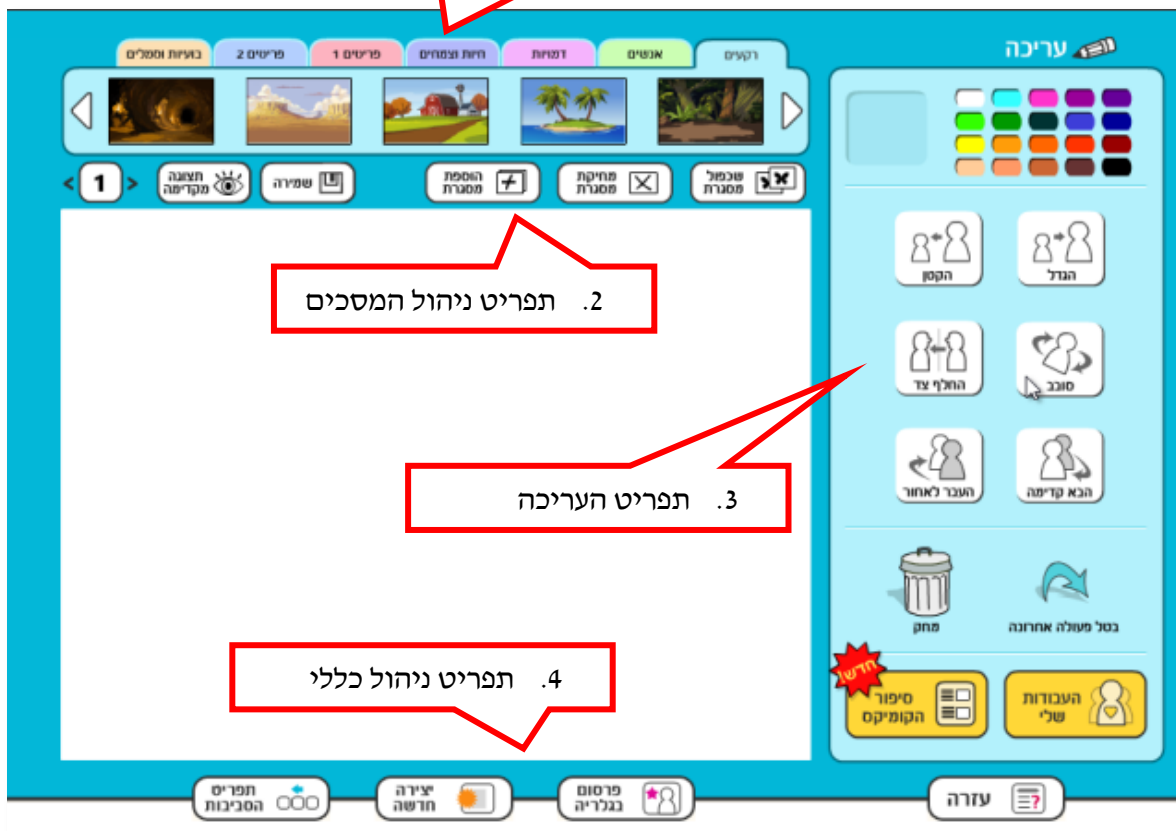 עריכה
רקעים
אנשים
דמויות
חיות וצמחים
פריטים 1
פריטים 2
בועיות וסמלים
שכפול
מסגרת
מחיקת
מסגרת
הוספת
מסגרת
שמירה
תצוגה
מקדימה
< 1 >
הגדל
הקטן
2. תפריט ניהול המסכים
סובב
החלף צד
3. תפריט העריכה
הבא קדימה
העבר לאחור
בטל פעולה אחרונה
מחק
4. תפריט ניהול כללי
העבודות
שלי
חדש!
סיפור
הקומיקס
עזרה
פרסום
בגלריה
יצירה
חדשה
תפריט
הסביבות